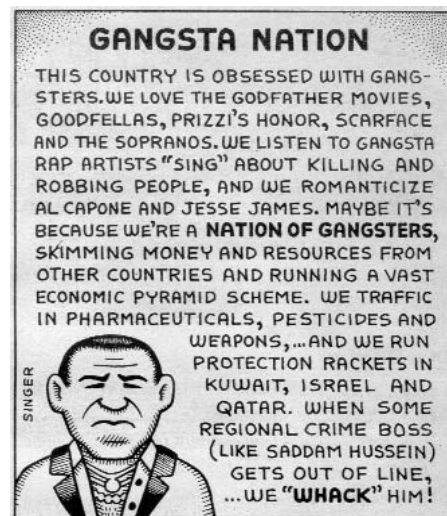 GANGSTA NATION
THIS COUNTRY IS OBSESSED WITH GANG-
STERS. WE LOVE THE GODFATHER MOVIES,
GOODFELLAS, PRIZZI'S HONOR, SCARFACE
AND THE SOPRANOS. WE LISTEN TO GANGSTA
RAP ARTISTS "SING" ABOUT KILLING AND
ROBBING PEOPLE, AND WE ROMANTICIZE
AL CAPONE AND JESSE JAMES. MAYBE IT'S
BECAUSE WE'RE A NATION OF GANGSTERS,
SKIMMING MONEY AND RESOURCES FROM
OTHER COUNTRIES AND RUNNING A VAST
ECONOMIC PYRAMID SCHEME. WE TRAFFIC
IN PHARMACEUTICALS, PESTICIDES AND
WEAPONS,...AND WE RUN
PROTECTION RACKETS IN
KUWAIT, ISRAEL AND
QATAR. WHEN SOME
REGIONAL CRIME BOSS
(LIKE SADDAM HUSSEIN)
GETS OUT OF LINE,
...WE "WHACK" HIM!
SINGER